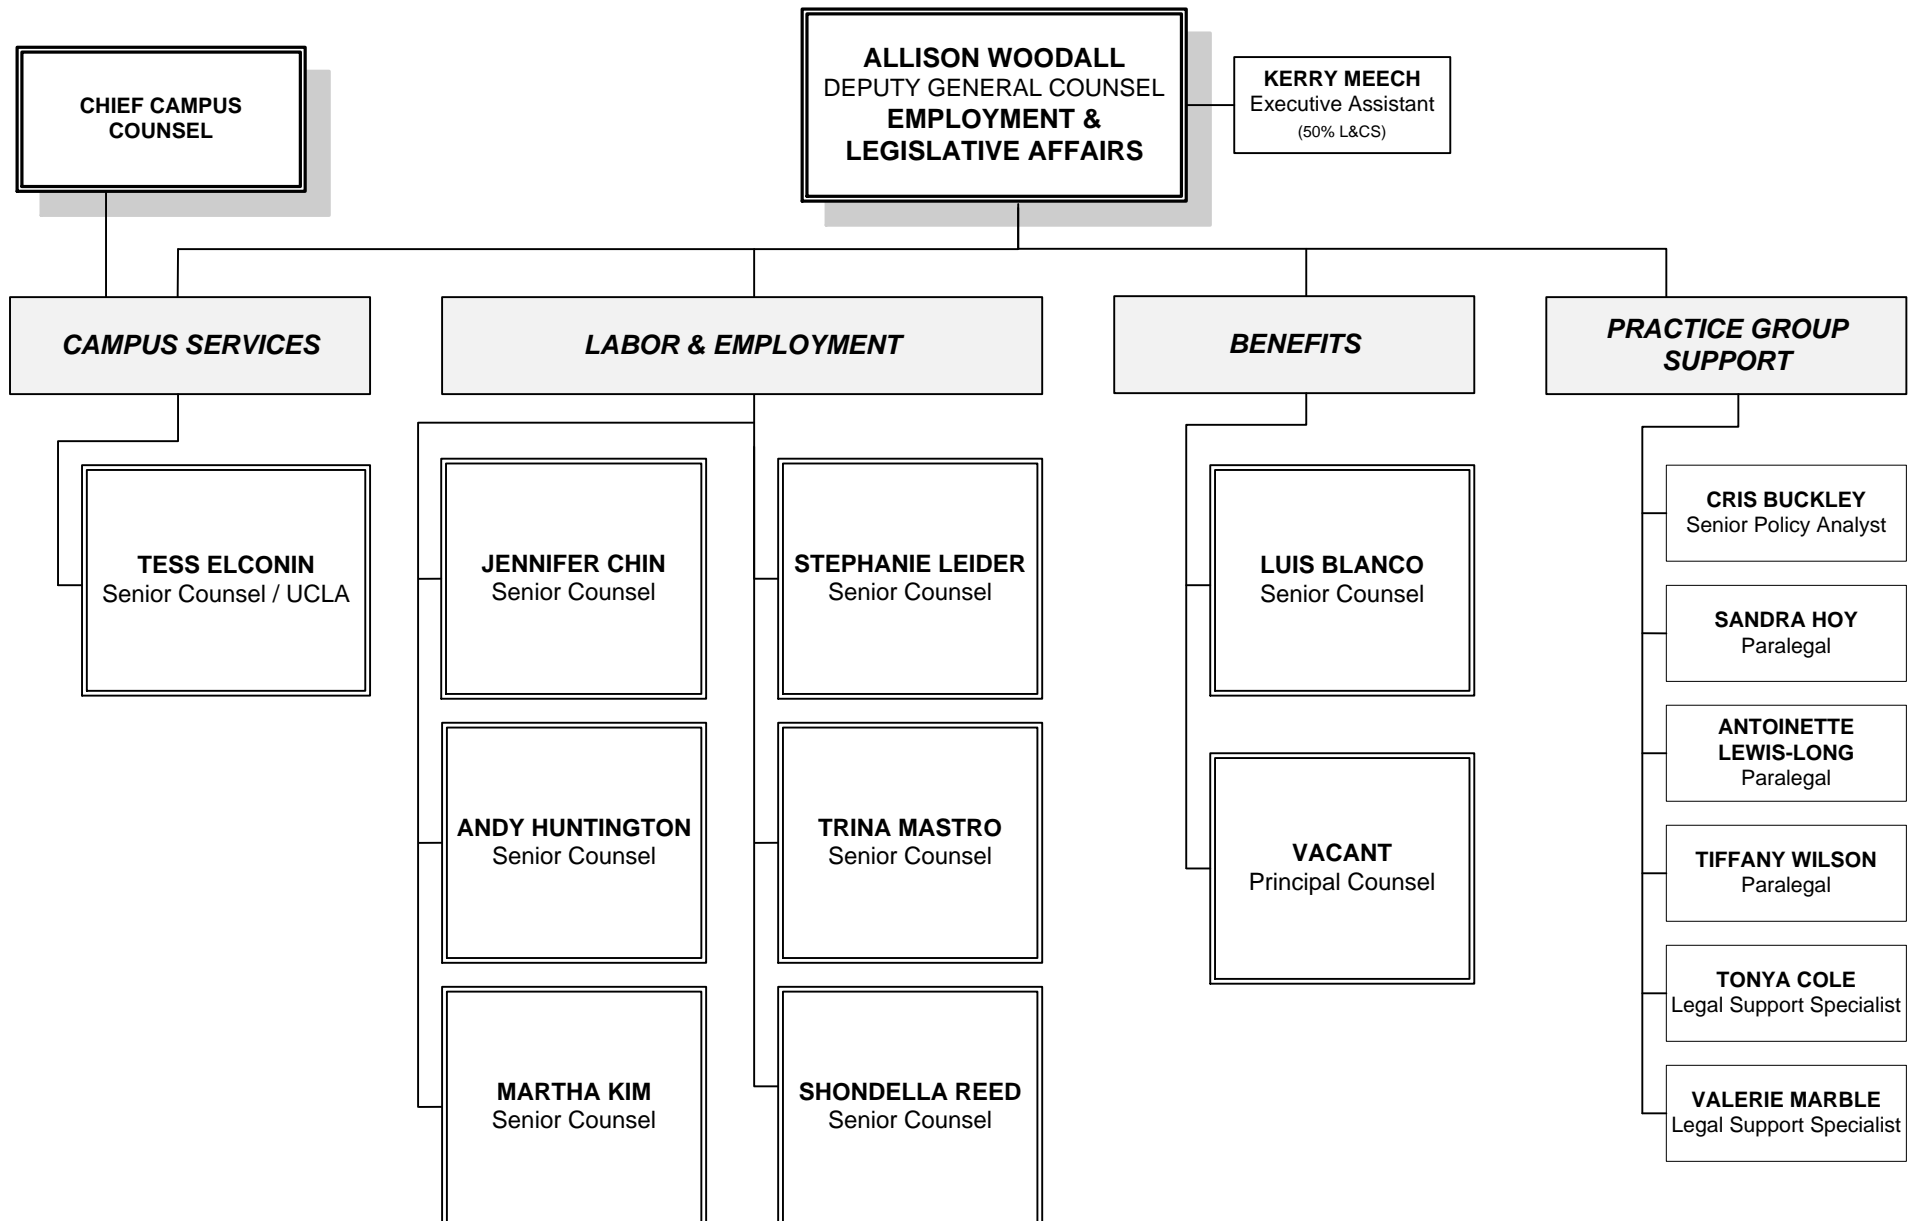 CHIEF CAMPUS
COUNSEL
ALLISON WOODALL
DEPUTY GENERAL COUNSEL
EMPLOYMENT &
LEGISLATIVE AFFAIRS
KERRY MEECH
Executive Assistant
(50% L&CS)
CAMPUS SERVICES
LABOR & EMPLOYMENT
BENEFITS
PRACTICE GROUP
SUPPORT
TESS ELCONIN
Senior Counsel / UCLA
JENNIFER CHIN
Senior Counsel
STEPHANIE LEIDER
Senior Counsel
ANDY HUNTINGTON
Senior Counsel
TRINA MASTRO
Senior Counsel
MARTHA KIM
Senior Counsel
SHONDELLA REED
Senior Counsel
LUIS BLANCO
Senior Counsel
VACANT
Principal Counsel
CRIS BUCKLEY
Senior Policy Analyst
SANDRA HOY
Paralegal
ANTOINETTE
LEWIS-LONG
Paralegal
TIFFANY WILSON
Paralegal
TONYA COLE
Legal Support Specialist
VALERIE MARBLE
Legal Support Specialist